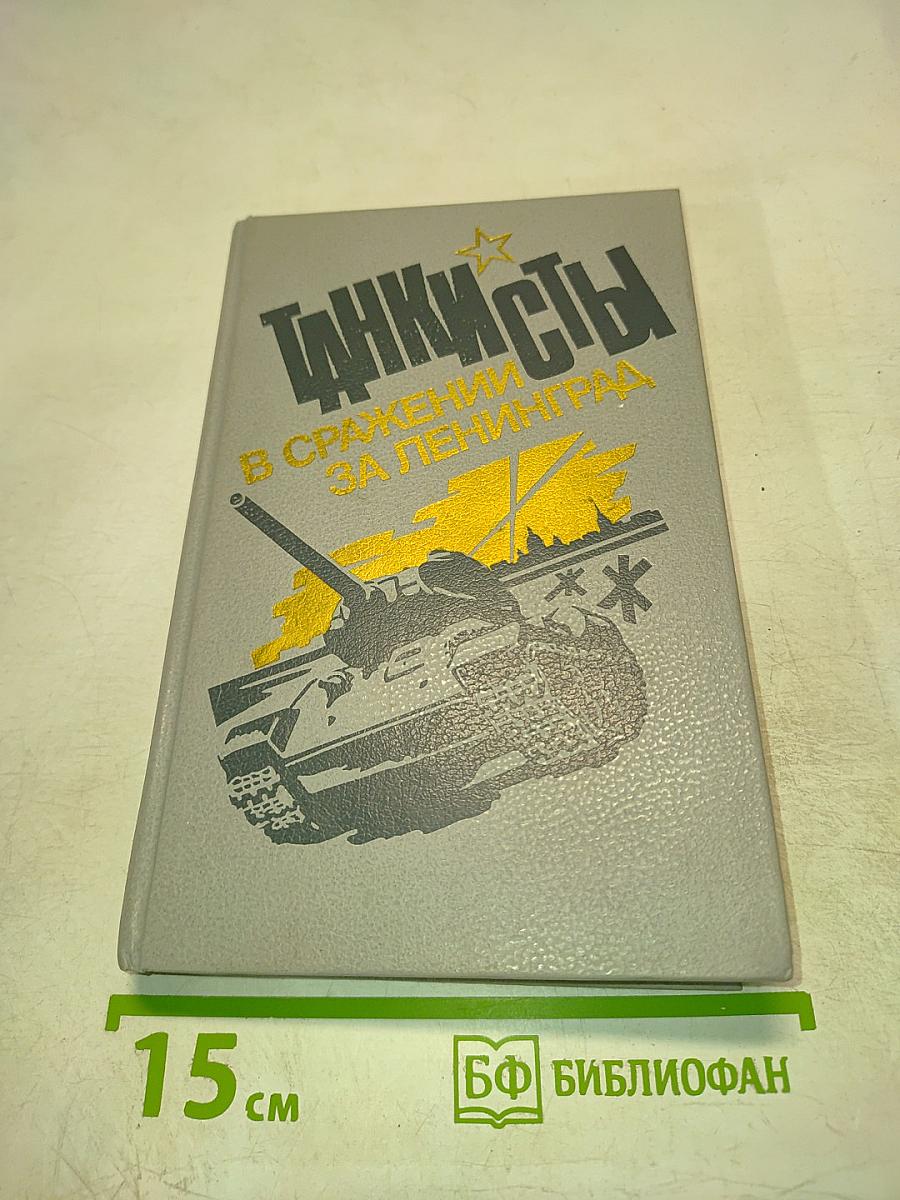 ТАНКИСТЫ
В СРАЖЕНИИ
ЗА ЛЕНИНГРАД
15 см
БФ БИБЛИОФАН